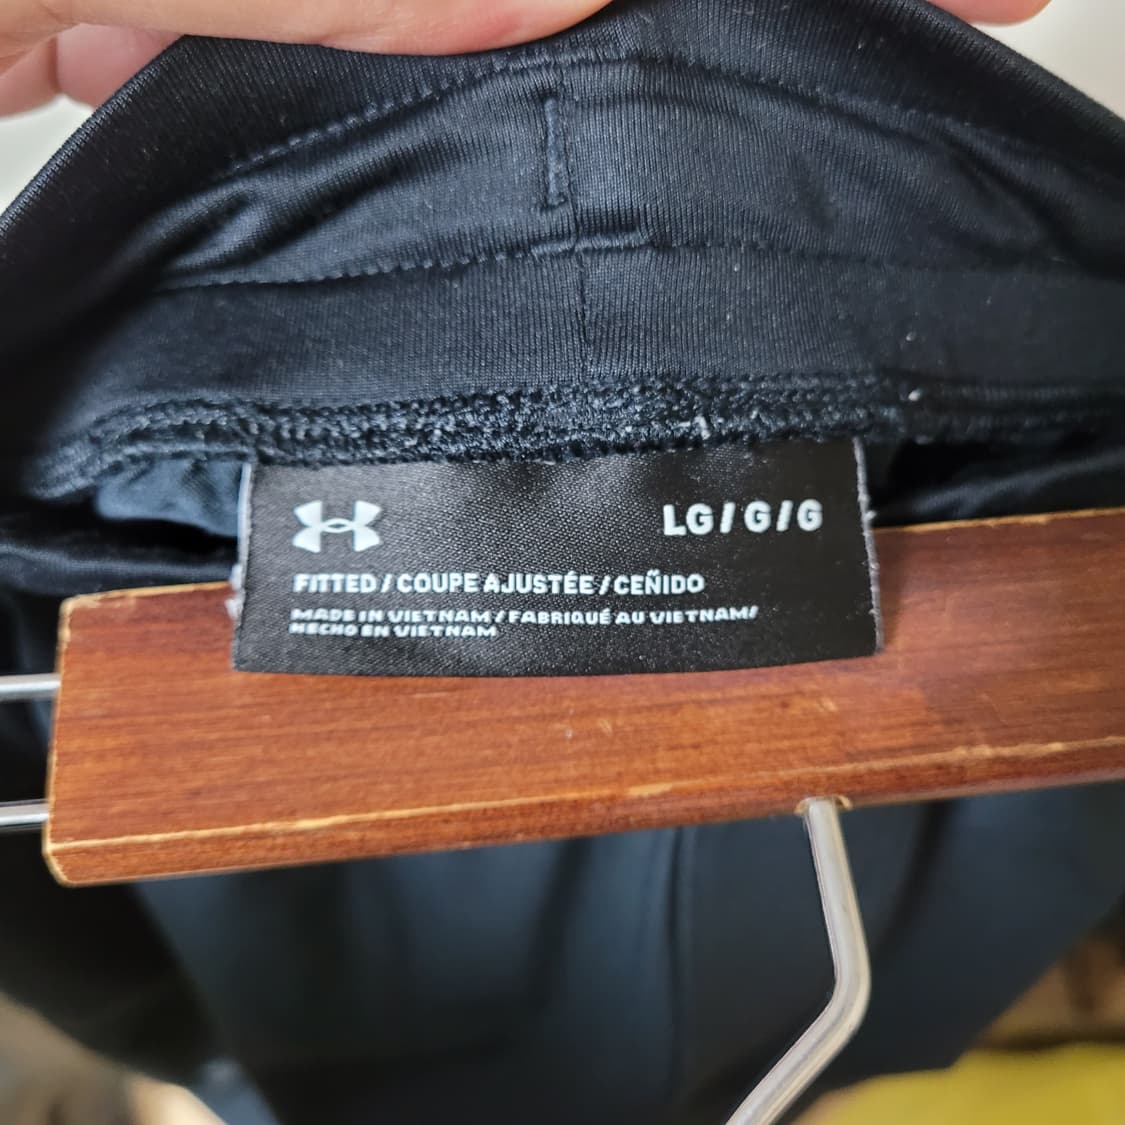 LG / G / G
FITTED / COUPE AJUSTÉE / CEÑIDO
MADE IN VIETNAM / FABRIQUÉ AU VIETNAM/
HECHO EN VIETNAM